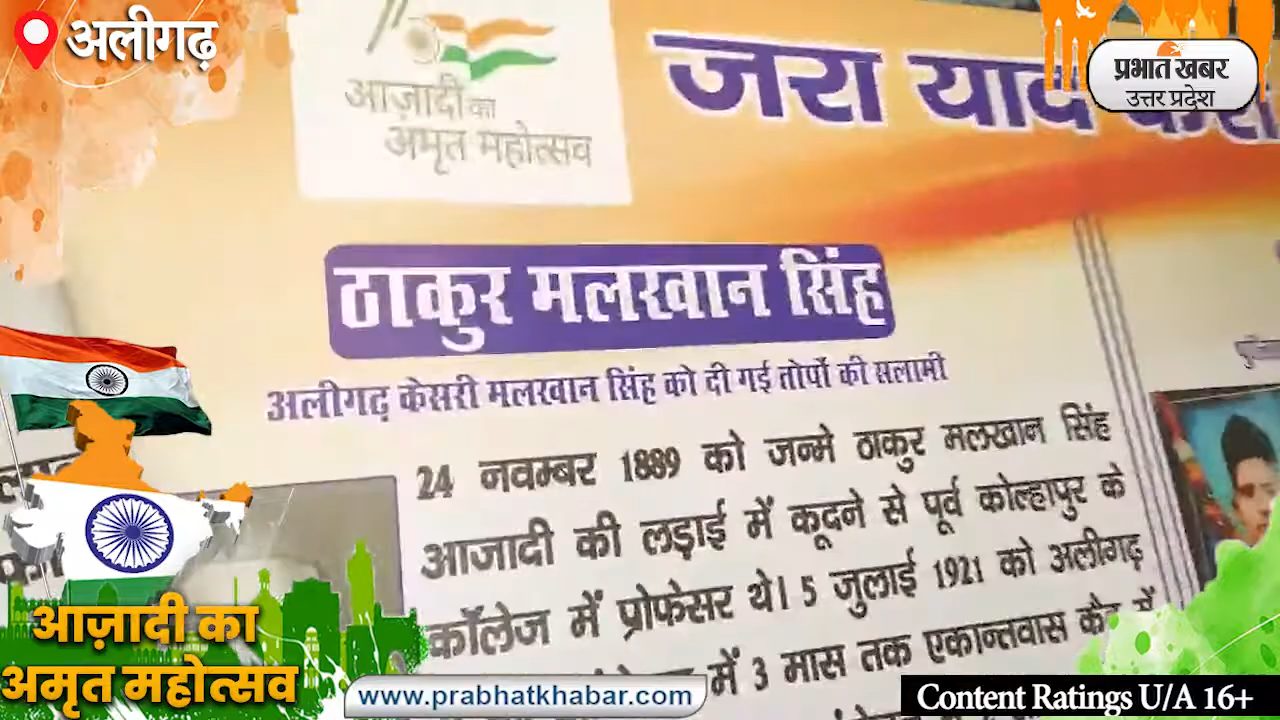 अलीगढ़
आज़ादी का
अमृत महोत्सव
जरा याद
प्रभात खबर
उत्तर प्रदेश
ठाकुर मलखान सिंह
अलीगढ़ केसरी मलखान सिंह को दी गई तोपों की सलामी
24 नवम्बर 1889 को जन्मे ठाकुर मलखान सिंह
आजादी की लड़ाई में कूदने से पूर्व कोल्हापुर के
कॉलेज में प्रोफेसर थे। 5 जुलाई 1921 को अलीगढ़
में 3 मास तक एकान्तवास कैद में
आज़ादी का
अमृत महोत्सव
www.prabhatkhabar.com
Content Ratings U/A 16+